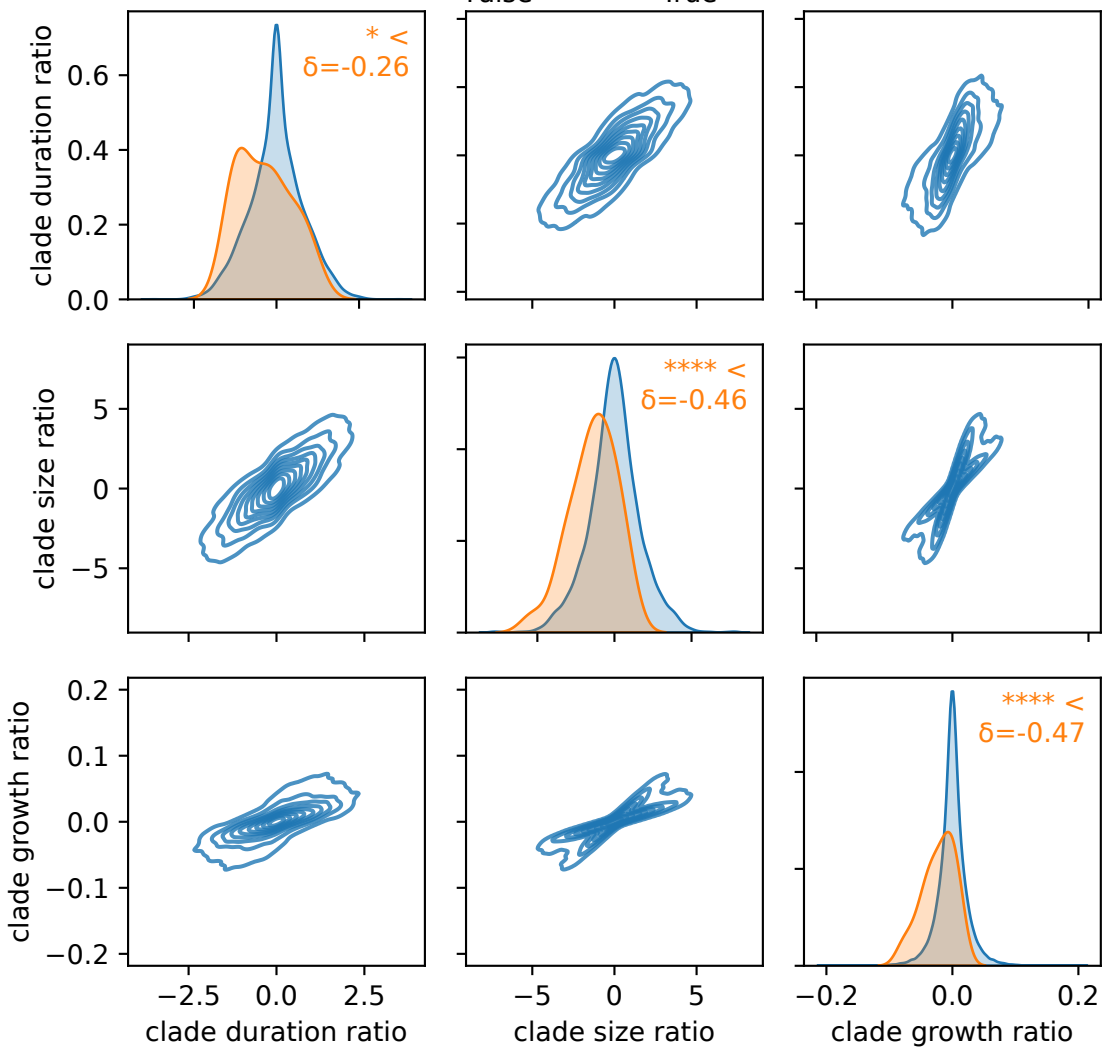 False True
clade duration ratio
0.6
0.4
0.2
0.0
* <
δ=-0.26
clade size ratio
5
0
−5
**** <
δ=-0.46
clade growth ratio
0.2
0.1
0.0
−0.1
−0.2
**** <
δ=-0.47
−2.5 0.0 2.5
−5 0 5
−0.2 0.0 0.2
clade duration ratio
clade size ratio
clade growth ratio